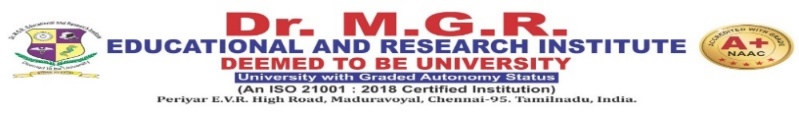 Dr. M.G.R.
EDUCATIONAL AND RESEARCH INSTITUTE
DEEMED TO BE UNIVERSITY
University with Graded Autonomy Status
(An ISO 21001 : 2018 Certified Institution)
Periyar E.V.R. High Road, Maduravoyal, Chennai-95. Tamilnadu, India.
ACCREDITED WITH GRADE
A+
NAAC